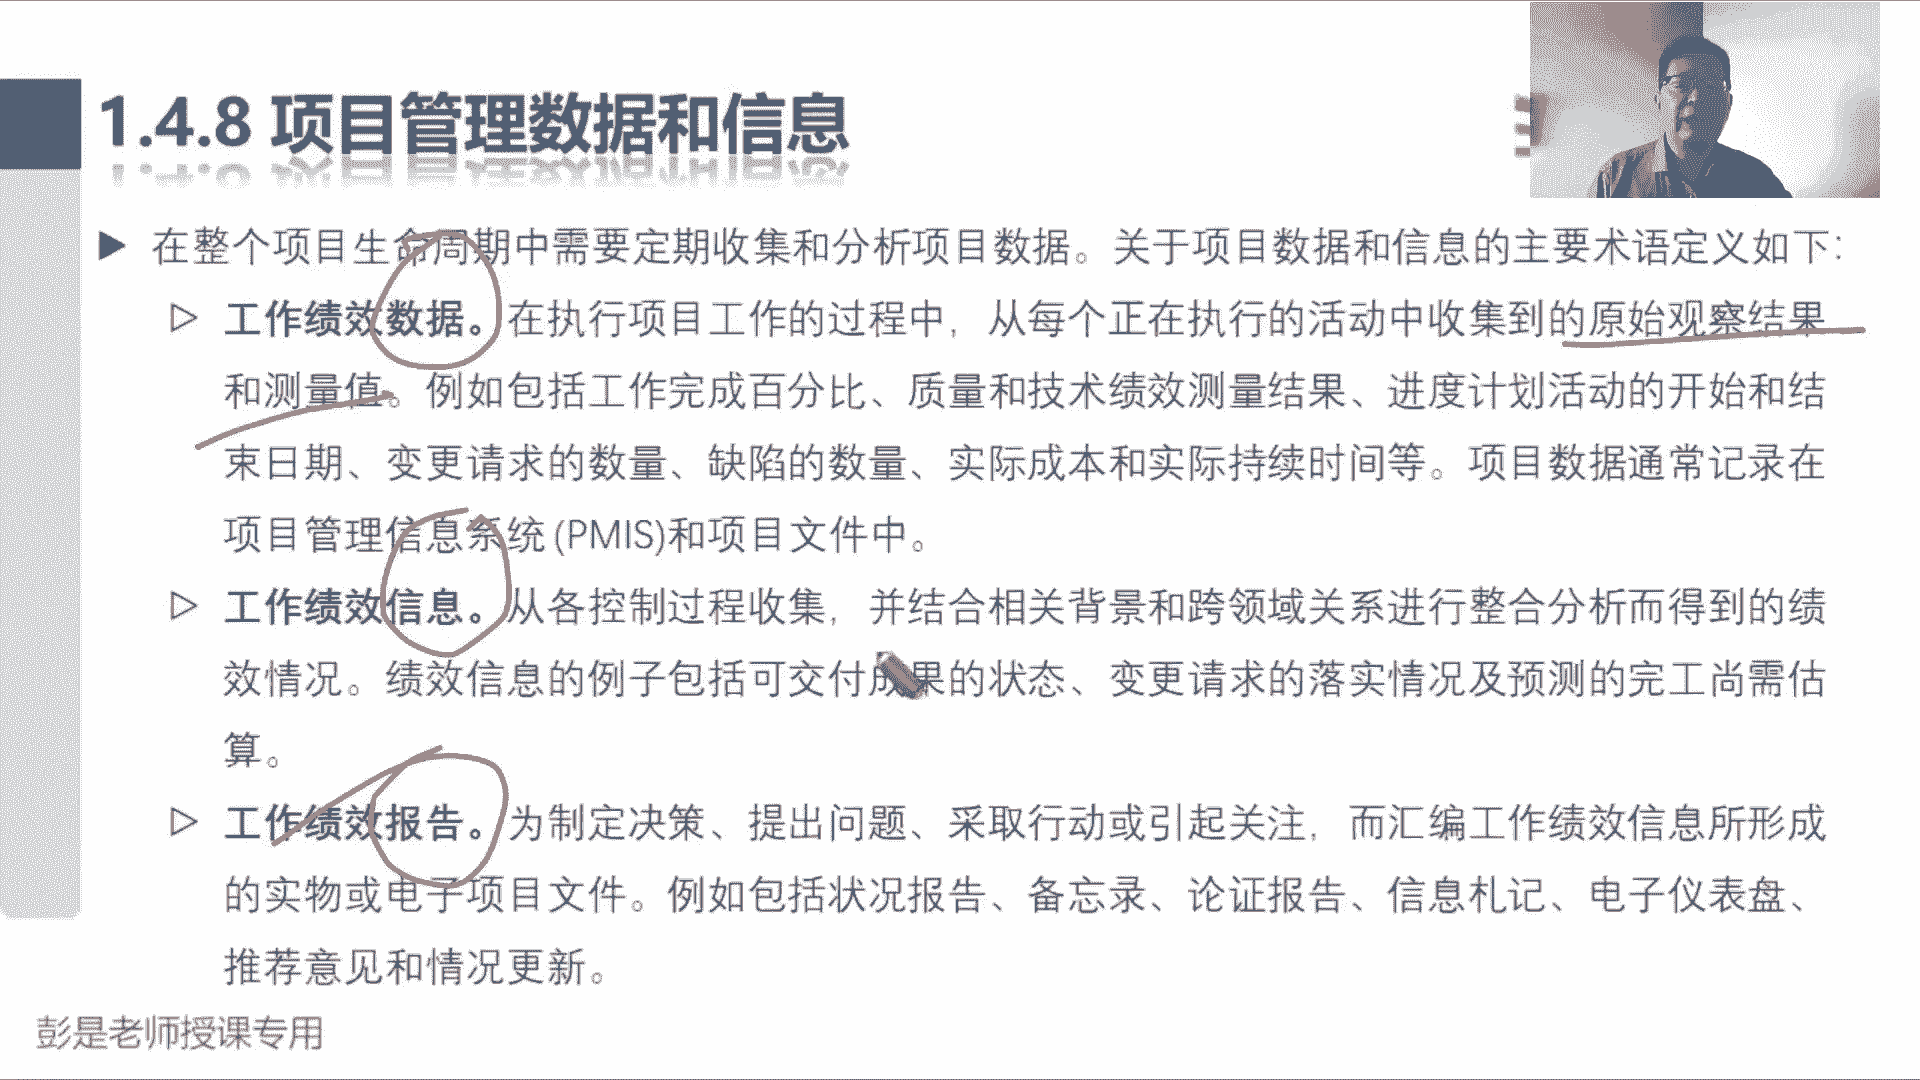 1.4.8 项目管理数据和信息
在整个项目生命周期中需要定期收集和分析项目数据。关于项目数据和信息的主要术语定义如下:
工作绩效数据。在执行项目工作的过程中，从每个正在执行的活动中收集到的原始观察结果
和测量值。例如包括工作完成百分比、质量和技术绩效测量结果、进度计划活动的开始和结
束日期、变更请求的数量、缺陷的数量、实际成本和实际持续时间等。项目数据通常记录在
项目管理信息系统(PMIS)和项目文件中。
工作绩效信息。从各控制过程收集，并结合相关背景和跨领域关系进行整合分析而得到的绩
效情况。绩效信息的例子包括可交付成果的状态、变更请求的落实情况及预测的完工尚需估
算。
工作绩效报告。为制定决策、提出问题、采取行动或引起关注，而汇编工作绩效信息所形成
的实物或电子项目文件。例如包括状况报告、备忘录、论证报告、信息札记、电子仪表盘、
推荐意见和情况更新。
彭是老师授课专用